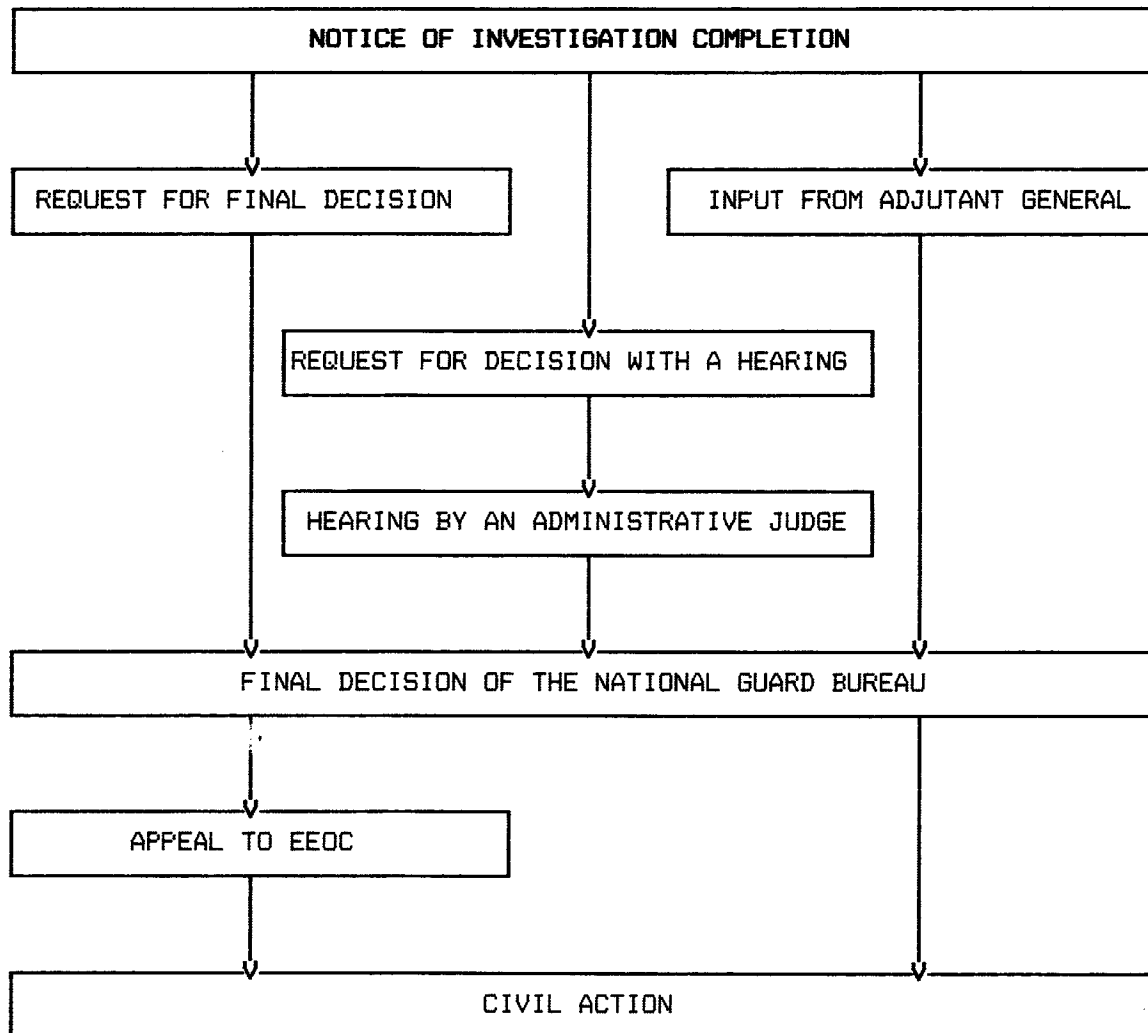 NOTICE OF INVESTIGATION COMPLETION
REQUEST FOR FINAL DECISION
INPUT FROM ADJUTANT GENERAL
REQUEST FOR DECISION WITH A HEARING
HEARING BY AN ADMINISTRATIVE JUDGE
FINAL DECISION OF THE NATIONAL GUARD BUREAU
APPEAL TO EEOC
CIVIL ACTION